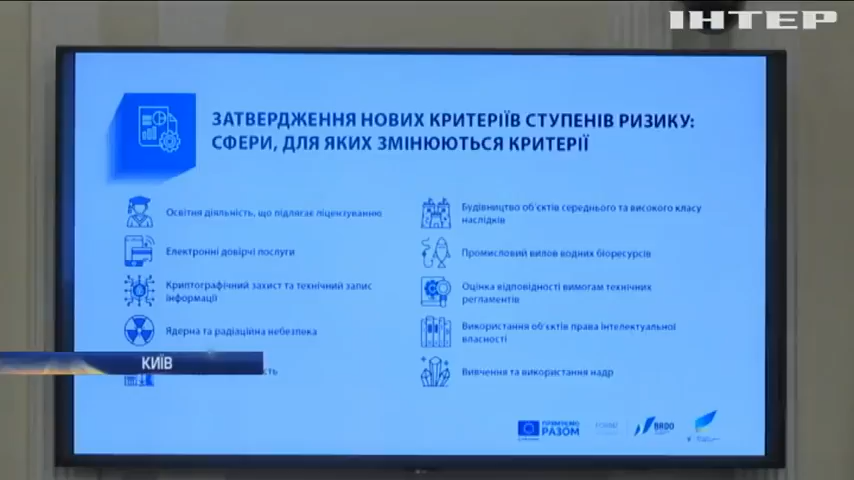 ІНТЕР
ЗАТВЕРДЖЕННЯ НОВИХ КРИТЕРІЇВ СТУПЕНІВ РИЗИКУ:
СФЕРИ, ДЛЯ ЯКИХ ЗМІНЮЮТЬСЯ КРИТЕРІЇ
Освітня діяльність, що підлягає ліцензуванню
Електронні довірчі послуги
Криптографічний захист та технічний запис
інформації
Ядерна та радіаційна небезпека
Будівництво об'єктів середнього та високого класу
наслідків
Промисловий вилов водних біоресурсів
Оцінка відповідності вимогам технічних
регламентів
Використання об'єктів права інтелектуальної
власності
Вивчення та використання надр
КИЇВ
ПРЯМУЄМО
РАЗОМ
BRDO